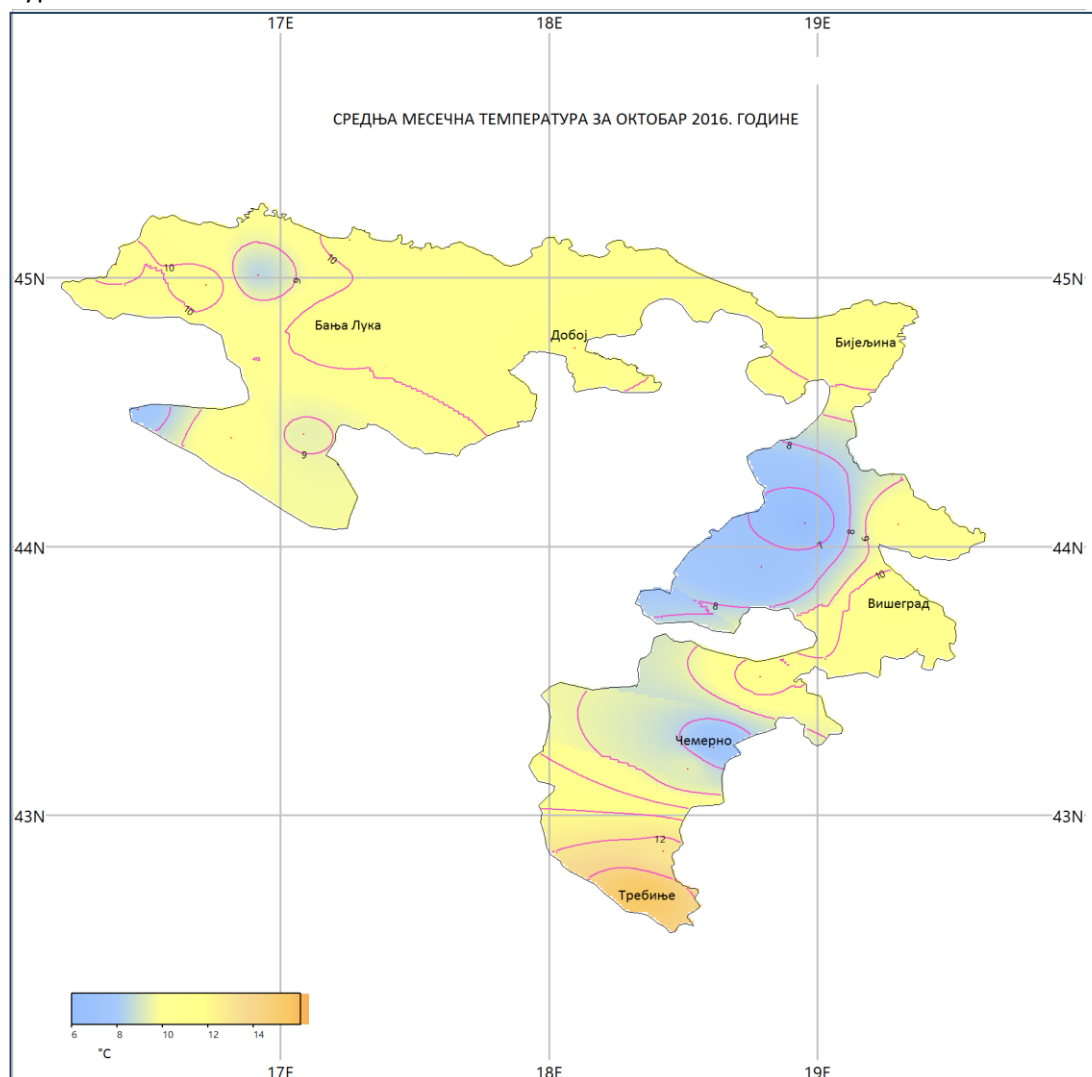 17E 18E 19E
СРЕДЊА МЕСЕЧНА ТЕМПЕРАТУРА ЗА ОКТОБАР 2016. ГОДИНЕ
10 10
45N 9 45N
10
Бања Лука
Добој
Бијељина
9
8
44N 7 8 9 44N
10
8
Вишеград
Чемерно
43N 43N
12
Требиње
6 8 10 12 14
°C
17E 18E 19E